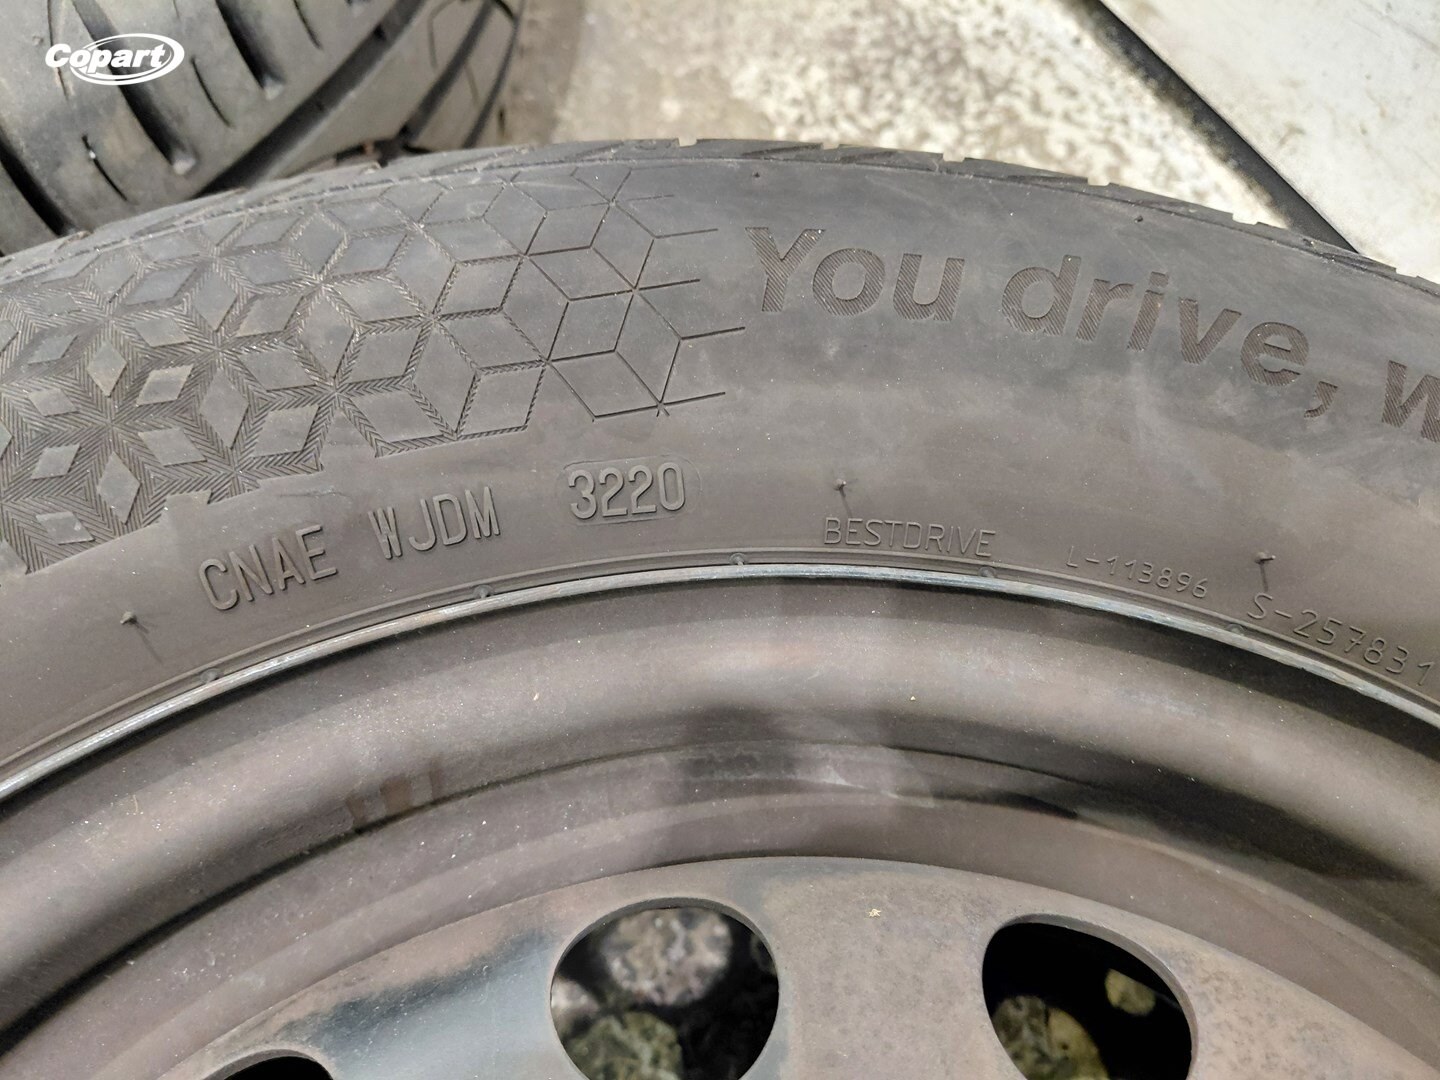 Copart
You drive, w
CNAE WJDM 3220
BESTDRIVE
L-113896
S-257831